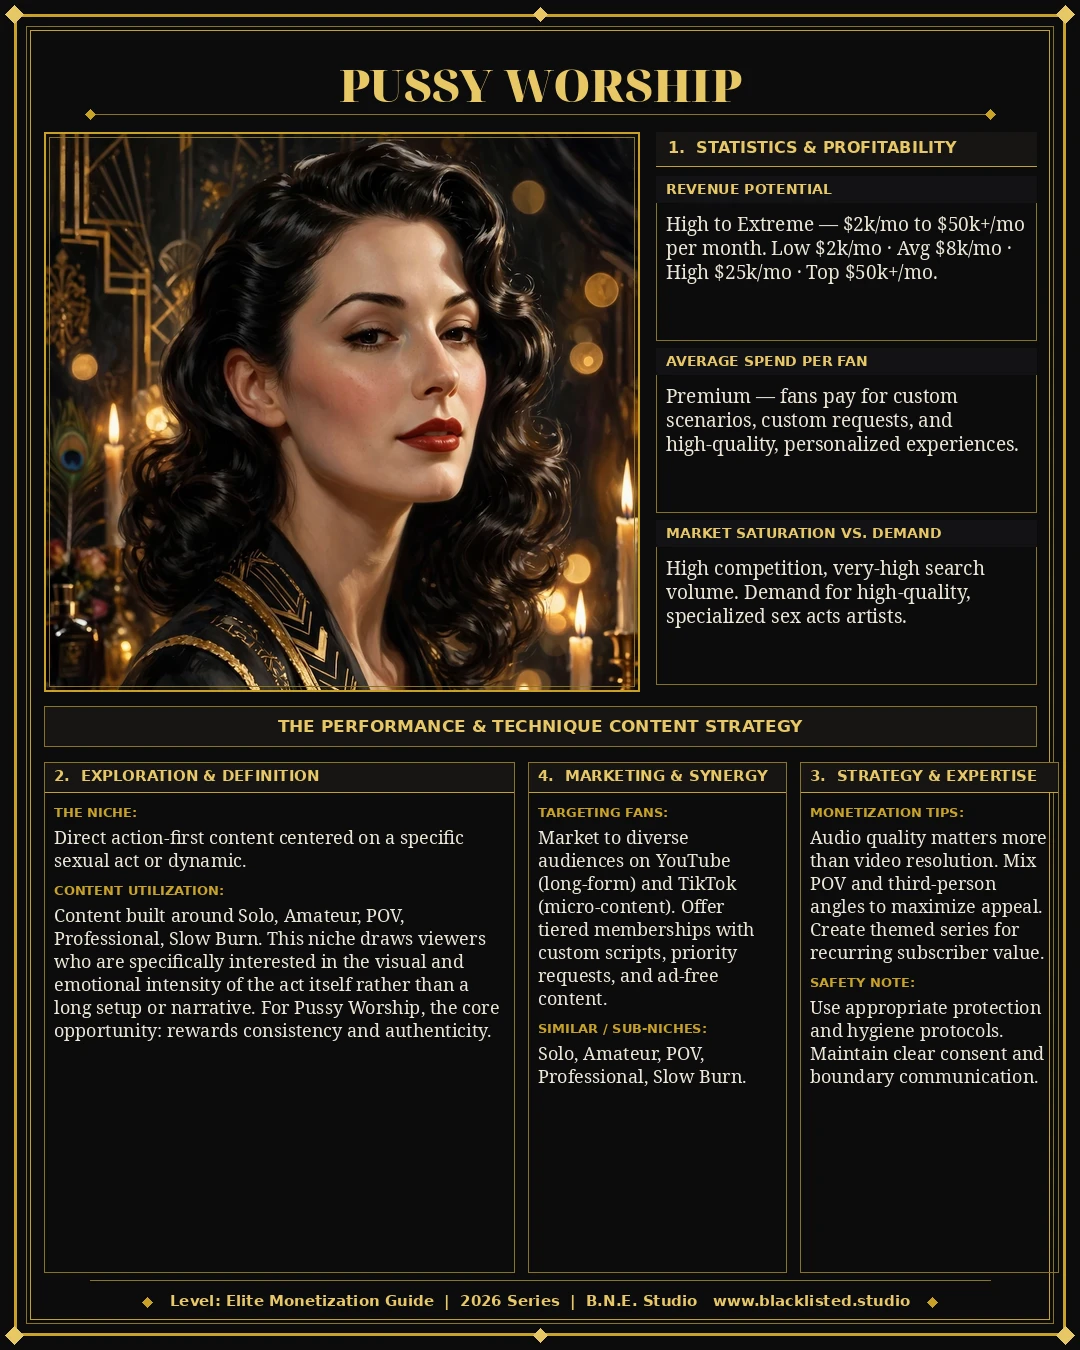 PUSSY WORSHIP
1. STATISTICS & PROFITABILITY
REVENUE POTENTIAL
High to Extreme — $2k/mo to $50k+/mo
per month. Low $2k/mo · Avg $8k/mo ·
High $25k/mo · Top $50k+/mo.
AVERAGE SPEND PER FAN
Premium — fans pay for custom
scenarios, custom requests, and
high-quality, personalized experiences.
MARKET SATURATION VS. DEMAND
High competition, very-high search
volume. Demand for high-quality,
specialized sex acts artists.
THE PERFORMANCE & TECHNIQUE CONTENT STRATEGY
2. EXPLORATION & DEFINITION
THE NICHE:
Direct action-first content centered on a specific
sexual act or dynamic.
CONTENT UTILIZATION:
Content built around Solo, Amateur, POV,
Professional, Slow Burn. This niche draws viewers
who are specifically interested in the visual and
emotional intensity of the act itself rather than a
long setup or narrative. For Pussy Worship, the core
opportunity: rewards consistency and authenticity.
4. MARKETING & SYNERGY
TARGETING FANS:
Market to diverse
audiences on YouTube
(long-form) and TikTok
(micro-content). Offer
tiered memberships with
custom scripts, priority
requests, and ad-free
content.
SIMILAR / SUB-NICHES:
Solo, Amateur, POV,
Professional, Slow Burn.
3. STRATEGY & EXPERTISE
MONETIZATION TIPS:
Audio quality matters more
than video resolution. Mix
POV and third-person
angles to maximize appeal.
Create themed series for
recurring subscriber value.
SAFETY NOTE:
Use appropriate protection
and hygiene protocols.
Maintain clear consent and
boundary communication.
Level: Elite Monetization Guide | 2026 Series | B.N.E. Studio www.blacklisted.studio